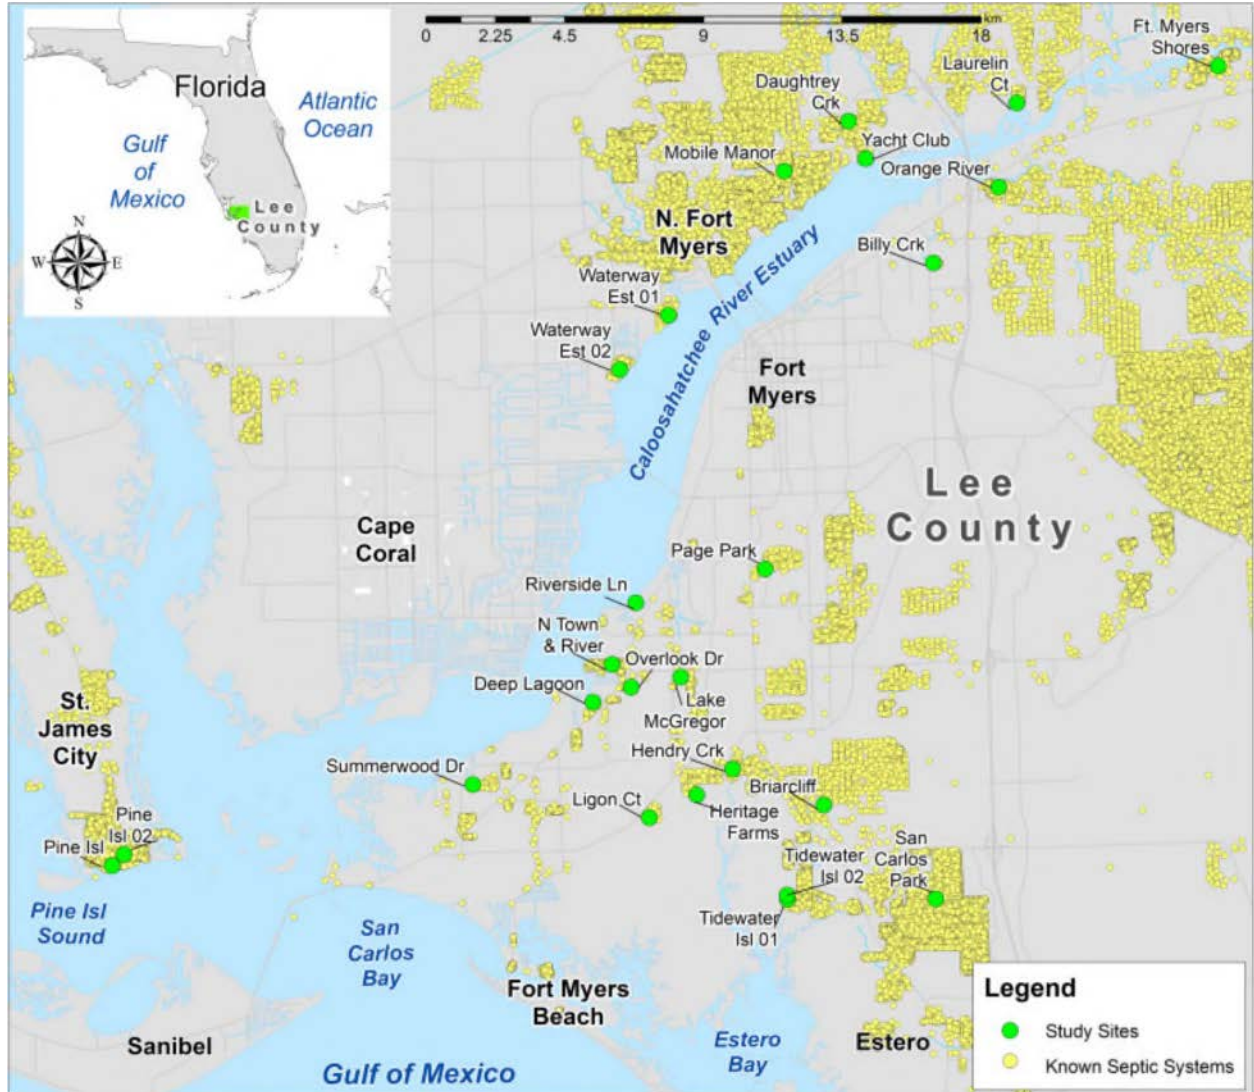 0 2.25 4.5 9 13.5 18
km
Florida
Atlantic
Ocean
Gulf
of
Mexico
Lee
County
N
W E
S
Ft. Myers
Shores
Laurelin
Ct
Daughtrey
Crk
Yacht Club
Mobile Manor
Orange River
N. Fort
Myers
Billy Crk
Waterway
Est 01
Waterway
Est 02
Caloosahatchee River Estuary
Fort
Myers
Lee
County
Cape
Coral
Page Park
Riverside Ln
N Town
& River
Overlook Dr
Deep Lagoon
Lake
McGregor
St.
James
City
Hendry Crk
Summerwood Dr
Briarcliff
Ligon Ct
Heritage
Farms
Pine
Isl 02
Pine Isl
San
Carlos
Park
Tidewater
Isl 02
Tidewater
Isl 01
Pine Isl
Sound
San
Carlos
Bay
Fort Myers
Beach
Sanibel
Gulf of Mexico
Estero
Bay
Estero
Legend
Study Sites
Known Septic Systems